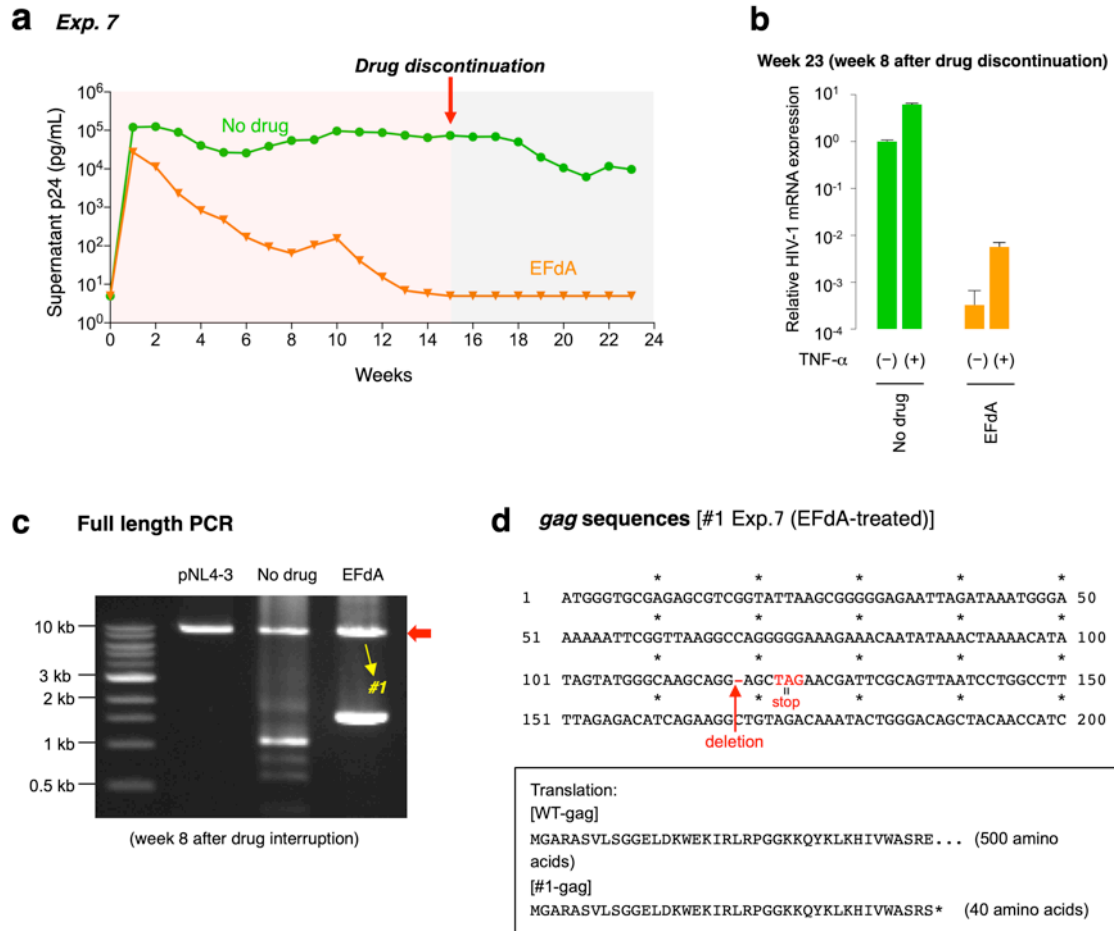 a Exp. 7
Drug discontinuation
Supernatant p24 (pg/mL)
10⁶
10⁵
10⁴
10³
10²
10¹
10⁰
No drug
EFdA
0 2 4 6 8 10 12 14 16 18 20 22 24
Weeks
b
Week 23 (week 8 after drug discontinuation)
Relative HIV-1 mRNA expression
10¹
10⁰
10⁻¹
10⁻²
10⁻³
10⁻⁴
TNF-α (−) (+) (−) (+)
No drug
EFdA
c Full length PCR
pNL4-3 No drug EFdA
10 kb
3 kb
2 kb
1 kb
0.5 kb
#1
(week 8 after drug interruption)
d gag sequences [#1 Exp.7 (EFdA-treated)]
* * * * *
1 ATGGGTGCGAGAGCGTCGGTATTAAGCGGGGGAGAATTAGATAAATGGGA 50
* * * * *
51 AAAAATTCGGTTAAGGCCAGGGGGAAAGAAACAATATAAACTAAAACATA 100
* * * * *
101 TAGTATGGGCAAGCAGG–AGCTAGAACGATTCGCAGTTAATCCTGGCCTT 150
* stop * * *
151 TTAGAGACATCAGAAGGCTGTAGACAAATACTGGGACAGCTACAACCATC 200
deletion
Translation:
[WT-gag]
MGARASVLSGGELDKWEKIRLRPGGKKQYKLKHIVWASRE... (500 amino
acids)
[#1-gag]
MGARASVLSGGELDKWEKIRLRPGGKKQYKLKHIVWASRS* (40 amino acids)